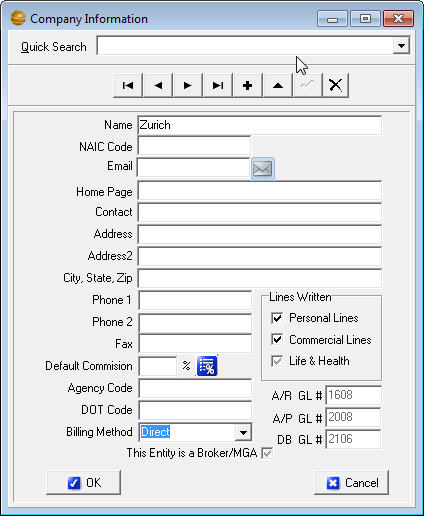 Company Information
Quick Search
Name Zurich
NAIC Code
Email
Home Page
Contact
Address
Address2
City, State, Zip
Phone 1
Lines Written
Personal Lines
Phone 2
Commercial Lines
Fax
Life & Health
Default Commision %
Agency Code
A/R GL # 1608
DOT Code
A/P GL # 2008
Billing Method Direct
DB GL # 2106
This Entity is a Broker/MGA
OK
Cancel